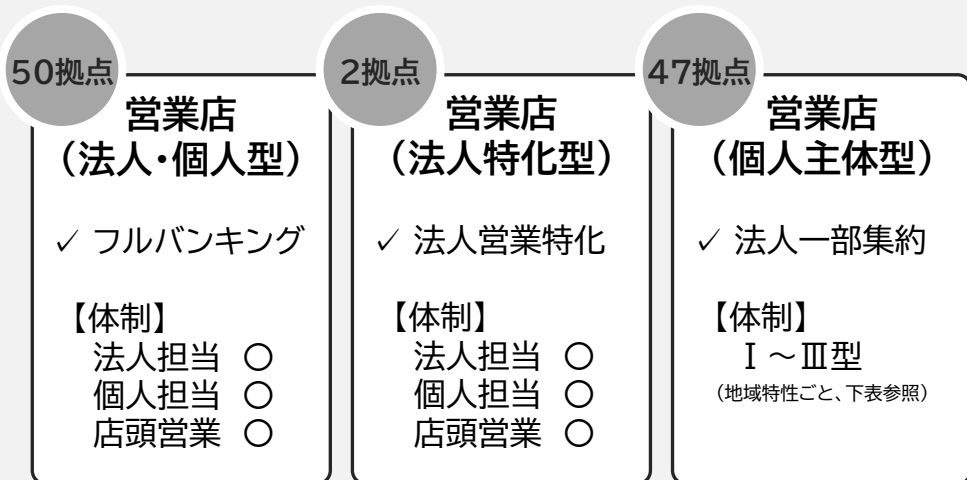 50拠点
営業店
（法人・個人型）
✓ フルバンキング
【体制】
法人担当 〇
個人担当 〇
店頭営業 〇
2拠点
営業店
（法人特化型）
✓ 法人営業特化
【体制】
法人担当 〇
個人担当 〇
店頭営業 〇
47拠点
営業店
（個人主体型）
✓ 法人一部集約
【体制】
Ⅰ～Ⅲ型
（地域特性ごと、下表参照）